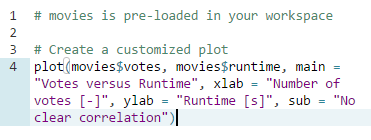 1 # movies is pre-loaded in your workspace
2
3 # Create a customized plot
4 plot(movies$votes, movies$runtime, main =
"Votes versus Runtime", xlab = "Number of
votes [-]", ylab = "Runtime [s]", sub = "No
clear correlation")